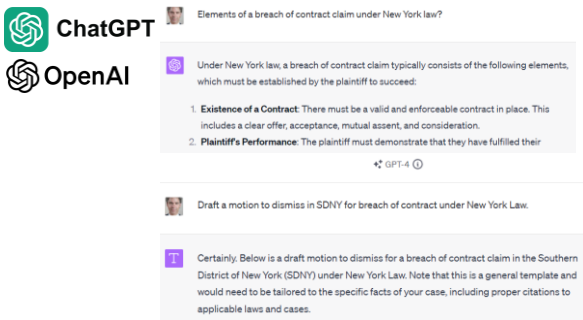 ChatGPT
OpenAI
Elements of a breach of contract claim under New York law?
Under New York law, a breach of contract claim typically consists of the following elements,
which must be established by the plaintiff to succeed:
1. Existence of a Contract: There must be a valid and enforceable contract in place. This
includes a clear offer, acceptance, mutual assent, and consideration.
2. Plaintiff's Performance: The plaintiff must demonstrate that they have fulfilled their
GPT-4
Draft a motion to dismiss in SDNY for breach of contract under New York Law.
T
Certainly. Below is a draft motion to dismiss for a breach of contract claim in the Southern
District of New York (SDNY) under New York Law. Note that this is a general template and
would need to be tailored to the specific facts of your case, including proper citations to
applicable laws and cases.